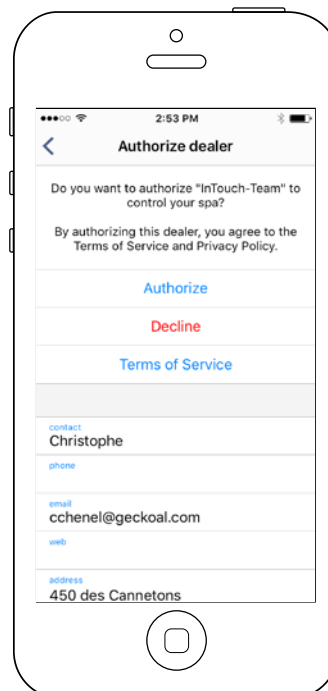 2:53 PM
Authorize dealer
Do you want to authorize "InTouch-Team" to
control your spa?
By authorizing this dealer, you agree to the
Terms of Service and Privacy Policy.
Authorize
Decline
Terms of Service
contact
Christophe
phone
email
cchenel@geckoal.com
web
address
450 des Cannetons